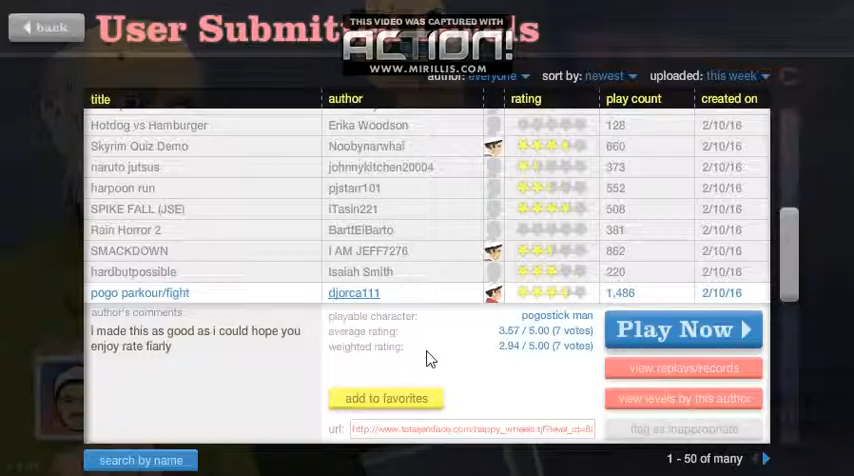 back
User Submitt
THIS VIDEO WAS CAPTURED WITH
ACTION!
WWW.MIRILLIS.COM
author: everyone sort by: newest uploaded: this week
title author rating play count created on
Hotdog vs Hamburger Erika Woodson 128 2/10/16
Skyrim Quiz Demo Noobynarwhal 660 2/10/16
naruto jutsus johnnykitchen20004 373 2/10/16
harpoon run pjstarr101 552 2/10/16
SPIKE FALL (JSE) iTasin221 508 2/10/16
Rain Horror 2 BarttElBarto 381 2/10/16
SMACKDOWN I AM JEFF7276 862 2/10/16
hardbutpossible Isaiah Smith 220 2/10/16
pogo parkour/fight djorca111 1,486 2/10/16
author's comments
i made this as good as i could hope you
enjoy rate fiarly
playable character: pogostick man
average rating: 3.57 / 5.00 (7 votes)
weighted rating: 2.94 / 5.00 (7 votes)
Play Now
view replays/records
add to favorites
view levels by this author
url:
flag as inappropriate
search by name
1 - 50 of many